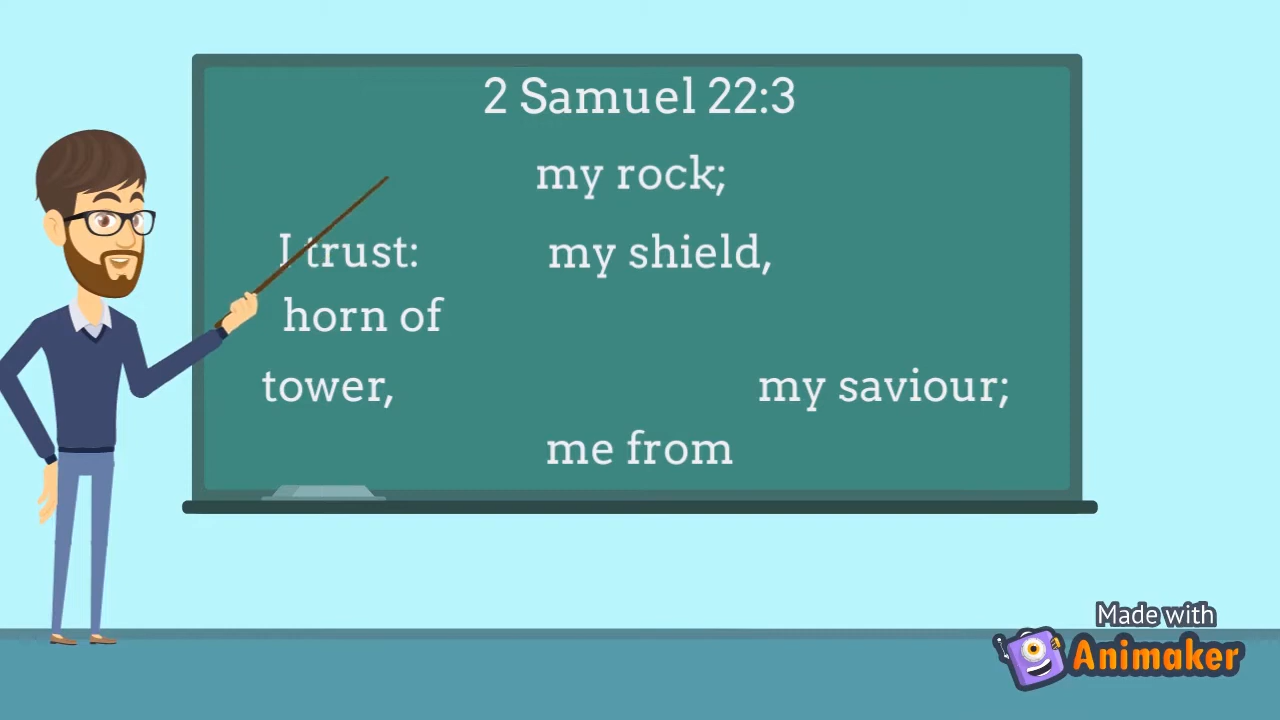 2 Samuel 22:3
my rock;
I trust: my shield,
horn of
tower, my saviour;
me from
Made with
Animaker